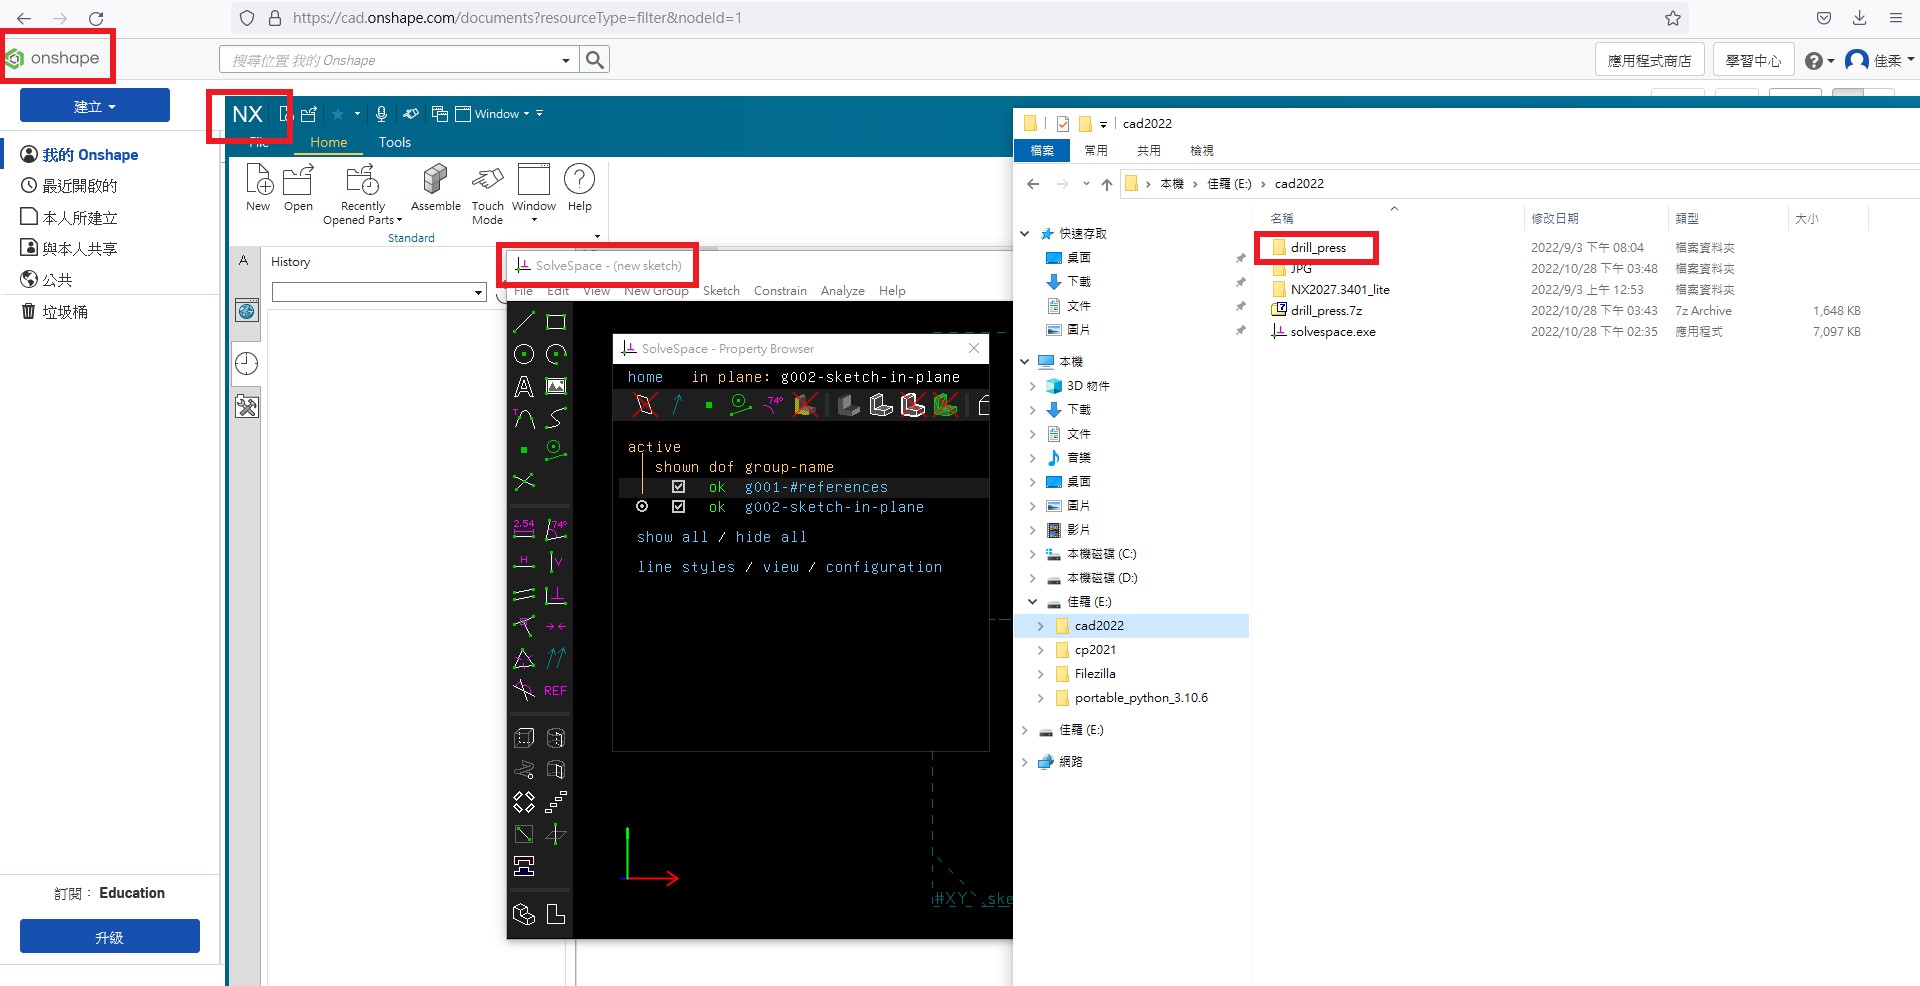 https://cad.onshape.com/documents?resourceType=filter&nodeId=1
onshape
搜尋位置 我的 Onshape
應用程式商店
學習中心
佳柔
建立
我的 Onshape
最近開啟的
本人所建立
與本人共享
公共
垃圾桶
訂閱： Education
升級
NX
Window
File
Home
Tools
New
Open
Recently
Opened Parts
Assemble
Touch
Mode
Window
Help
Standard
A
History
SolveSpace - (new sketch)
File Edit View New Group Sketch Constrain Analyze Help
SolveSpace - Property Browser
home in plane: g002-sketch-in-plane
74°
active
shown dof group-name
ok g001-#references
ok g002-sketch-in-plane
show all / hide all
line styles / view / configuration
A
T
2.54
74°
H
V
REF
#XY
cad2022
檔案
常用
共用
檢視
本機 › 佳羅 (E:) › cad2022
快速存取
桌面
下載
文件
圖片
本機
3D 物件
下載
文件
音樂
桌面
圖片
影片
本機磁碟 (C:)
本機磁碟 (D:)
佳羅 (E:)
cad2022
cp2021
Filezilla
portable_python_3.10.6
佳羅 (E:)
網路
名稱 修改日期 類型 大小
drill_press 2022/9/3 下午 08:04 檔案資料夾
JPG 2022/10/28 下午 03:48 檔案資料夾
NX2027.3401_lite 2022/9/3 上午 12:53 檔案資料夾
drill_press.7z 2022/10/28 下午 03:43 7z Archive 1,648 KB
solvespace.exe 2022/10/28 下午 02:35 應用程式 7,097 KB